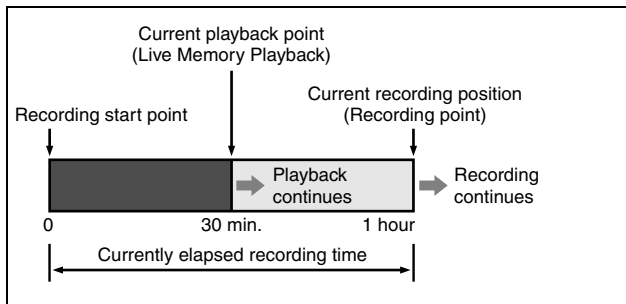 Current playback point
(Live Memory Playback)
Current recording position
(Recording point)
Recording start point
Playback
continues
Recording
continues
0
30 min.
1 hour
Currently elapsed recording time